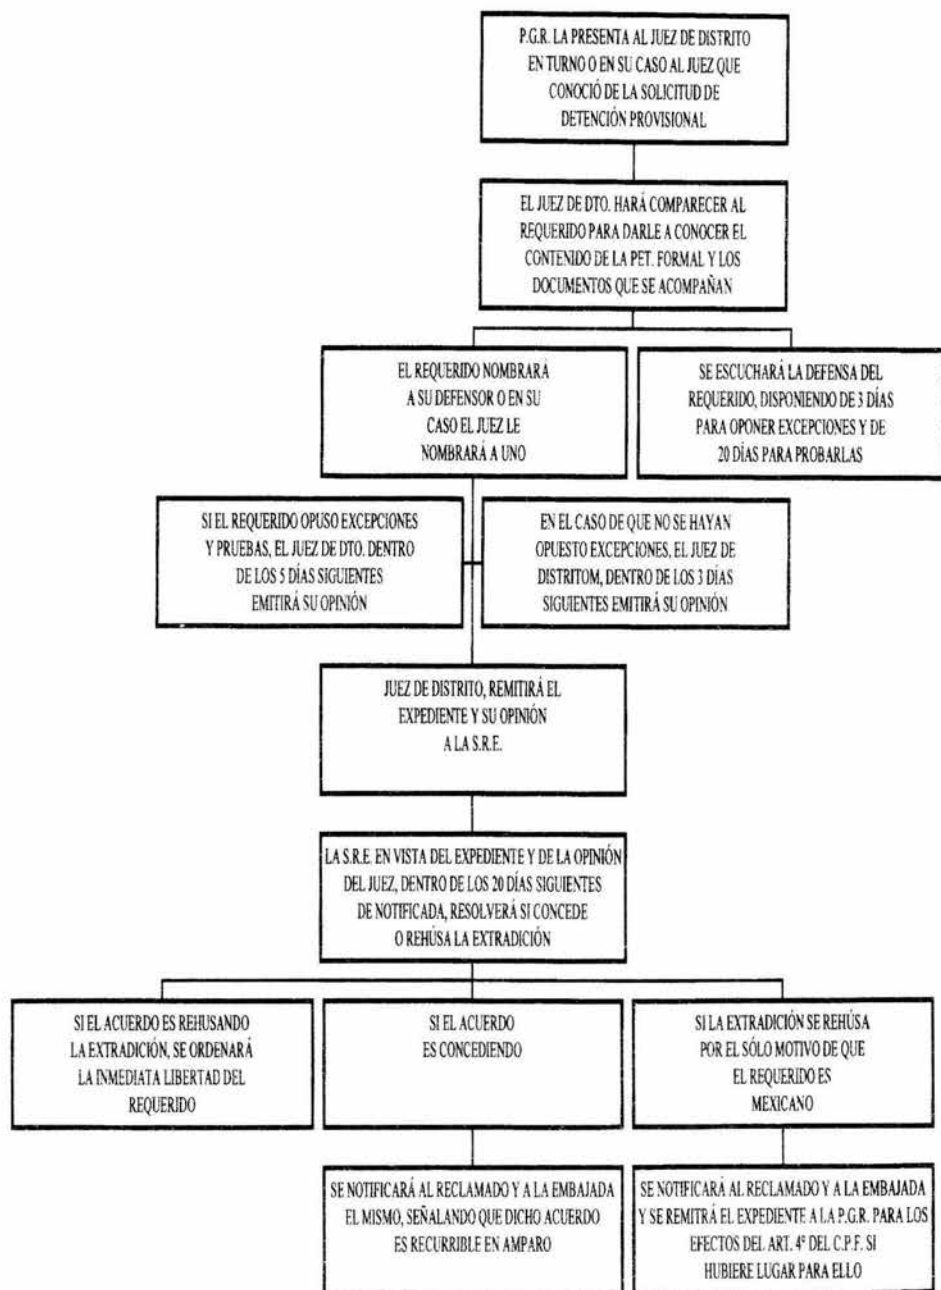 P.G.R. LA PRESENTA AL JUEZ DE DISTRITO
EN TURNO O EN SU CASO AL JUEZ QUE
CONOCIÓ DE LA SOLICITUD DE
DETENCIÓN PROVISIONAL
EL JUEZ DE DTO. HARÁ COMPARECER AL
REQUERIDO PARA DARLE A CONOCER EL
CONTENIDO DE LA PET. FORMAL Y LOS
DOCUMENTOS QUE SE ACOMPAÑAN
EL REQUERIDO NOMBRARÁ
A SU DEFENSOR O EN SU
CASO EL JUEZ LE
NOMBRARÁ A UNO
SE ESCUCHARÁ LA DEFENSA DEL
REQUERIDO, DISPONIENDO DE 3 DÍAS
PARA OPONER EXCEPCIONES Y DE
20 DÍAS PARA PROBARLAS
SI EL REQUERIDO OPUSO EXCEPCIONES
Y PRUEBAS, EL JUEZ DE DTO. DENTRO
DE LOS 5 DÍAS SIGUIENTES
EMITIRÁ SU OPINIÓN
EN EL CASO DE QUE NO SE HAYAN
OPUESTO EXCEPCIONES, EL JUEZ DE
DISTRITOM, DENTRO DE LOS 3 DÍAS
SIGUIENTES EMITIRÁ SU OPINIÓN
JUEZ DE DISTRITO, REMITIRÁ EL
EXPEDIENTE Y SU OPINIÓN
A LA S.R.E.
LA S.R.E. EN VISTA DEL EXPEDIENTE Y DE LA OPINIÓN
DEL JUEZ, DENTRO DE LOS 20 DÍAS SIGUIENTES
DE NOTIFICADA, RESOLVERÁ SI CONCEDE
O REHÚSA LA EXTRADICIÓN
SI EL ACUERDO ES REHUSANDO
LA EXTRADICIÓN, SE ORDENARÁ
LA INMEDIATA LIBERTAD DEL
REQUERIDO
SI EL ACUERDO
ES CONCEDIENDO
SI LA EXTRADICIÓN SE REHÚSA
POR EL SÓLO MOTIVO DE QUE
EL REQUERIDO ES
MEXICANO
SE NOTIFICARÁ AL RECLAMADO Y A LA EMBAJADA
EL MISMO, SEÑALANDO QUE DICHO ACUERDO
ES RECURRIBLE EN AMPARO
SE NOTIFICARÁ AL RECLAMADO Y A LA EMBAJADA
Y SE REMITRÁ EL EXPEDIENTE A LA P.G.R. PARA LOS
EFECTOS DEL ART. 4º DEL C.P.F. SI
HUBIERE LUGAR PARA ELLO